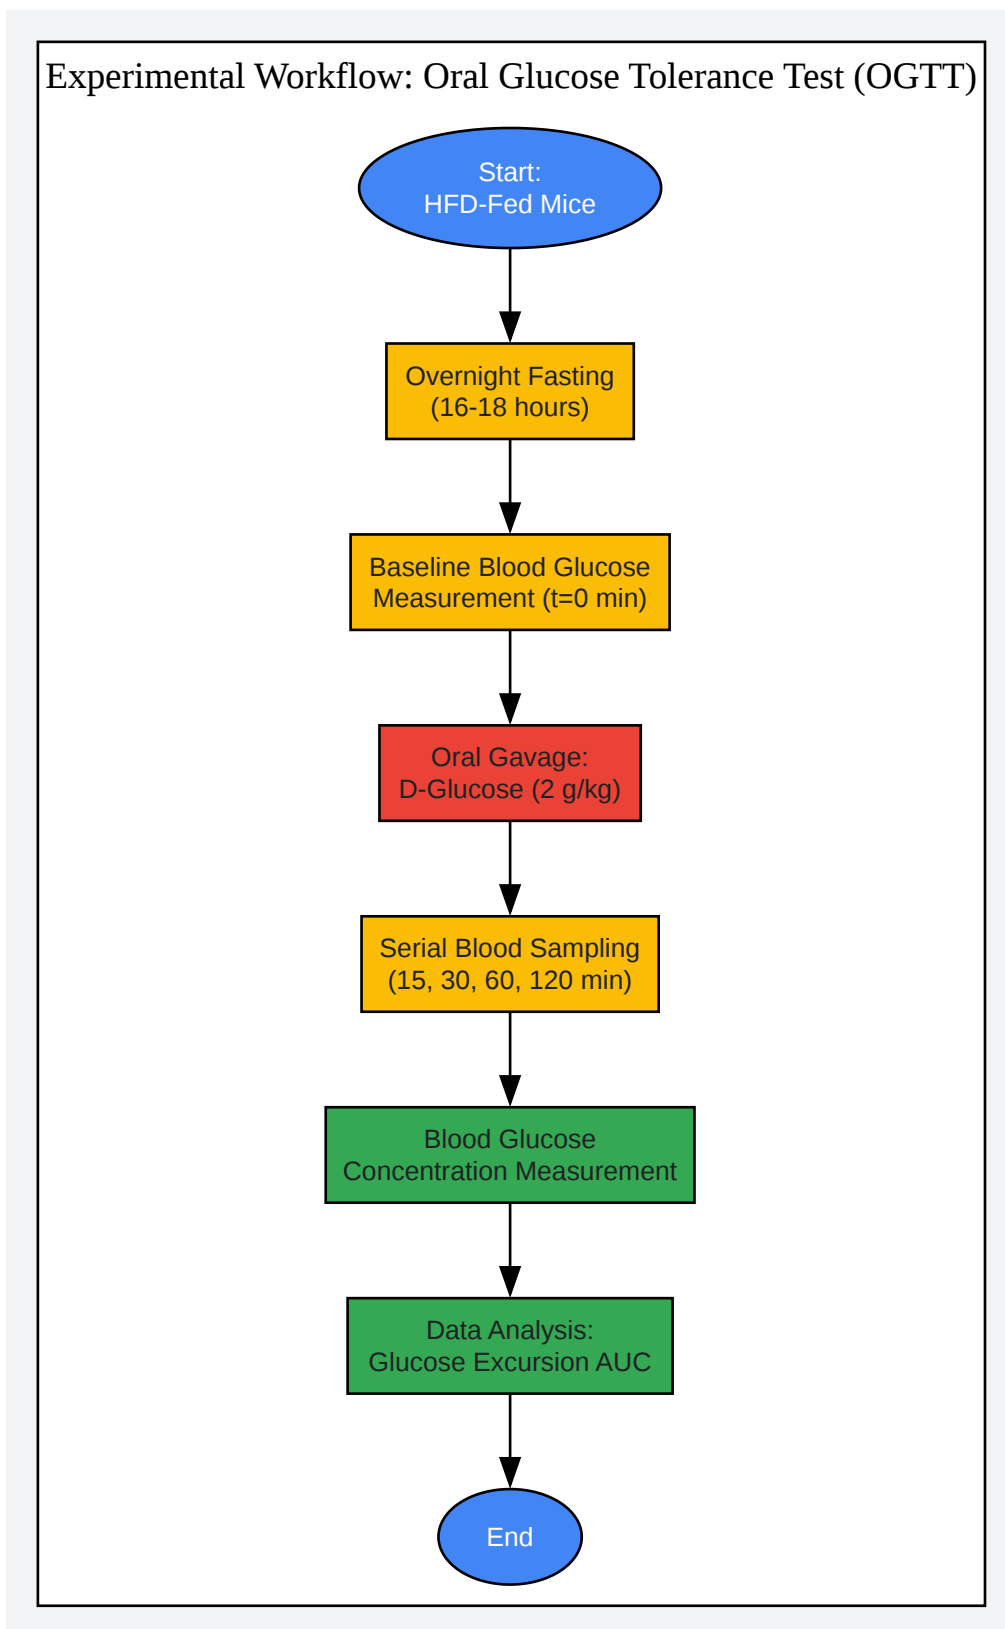 Experimental Workflow: Oral Glucose Tolerance Test (OGTT)
Start:
HFD-Fed Mice
Overnight Fasting
(16-18 hours)
Baseline Blood Glucose
Measurement (t=0 min)
Oral Gavage:
D-Glucose (2 g/kg)
Serial Blood Sampling
(15, 30, 60, 120 min)
Blood Glucose
Concentration Measurement
Data Analysis:
Glucose Excursion AUC
End